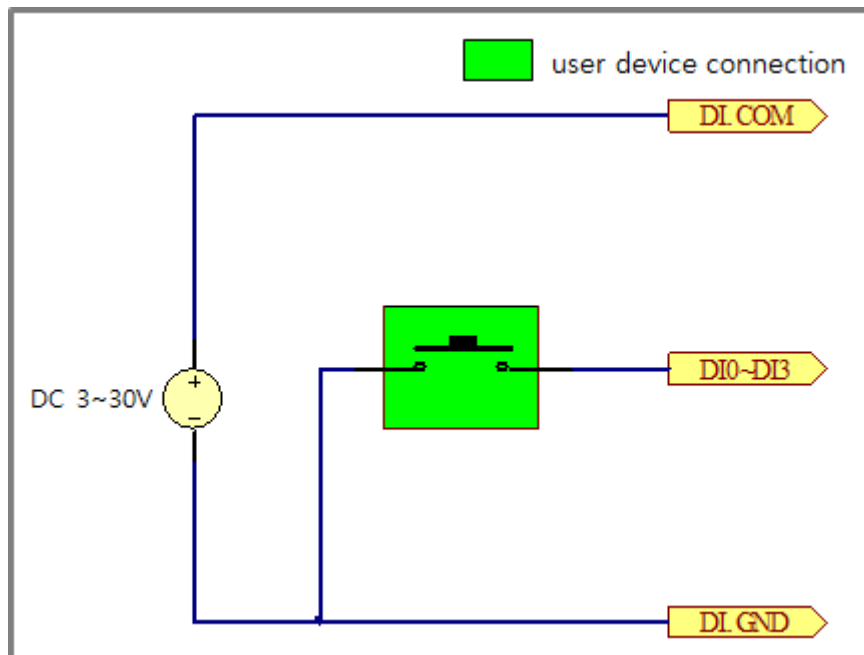 user device connection
DI.COM
DC 3~30V
+
−
DI0~DI3
DI.GND